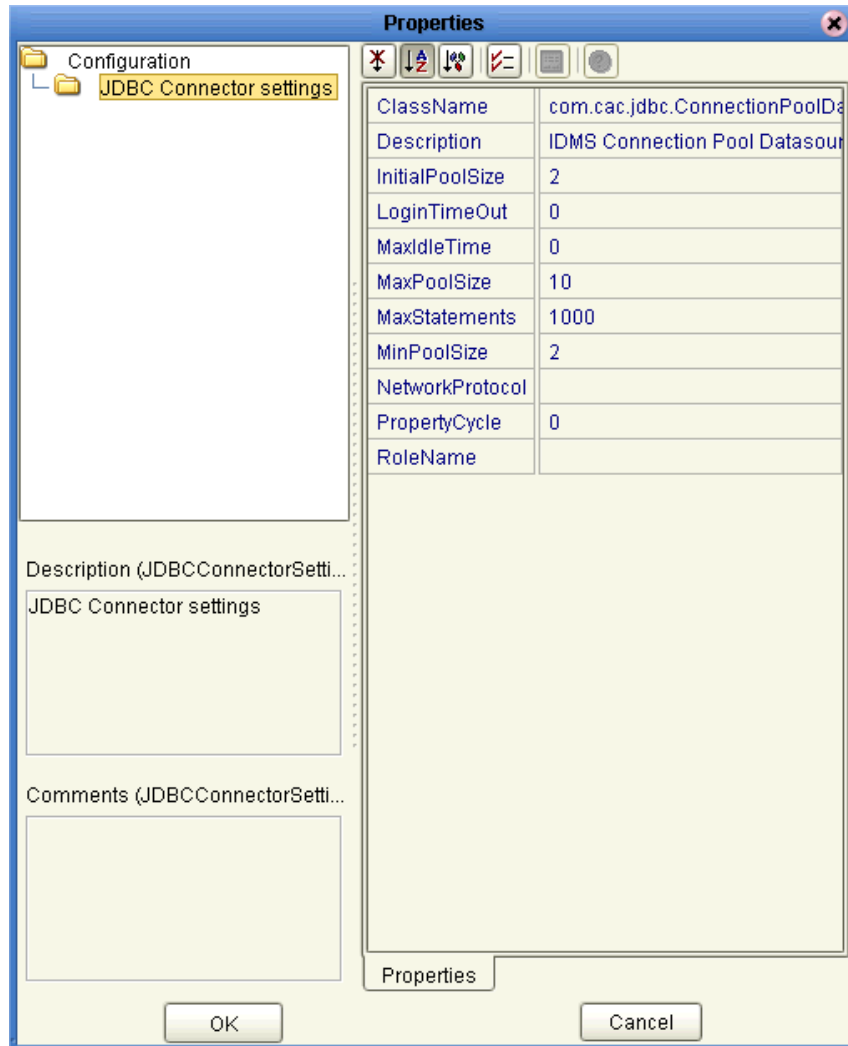 Properties
Configuration
JDBC Connector settings
ClassName com.cac.jdbc.ConnectionPoolDa
Description IDMS Connection Pool Datasour
InitialPoolSize 2
LoginTimeOut 0
MaxIdleTime 0
MaxPoolSize 10
MaxStatements 1000
MinPoolSize 2
NetworkProtocol
PropertyCycle 0
RoleName
Description (JDBCConnectorSetti...
JDBC Connector settings
Comments (JDBCConnectorSetti...
Properties
OK Cancel